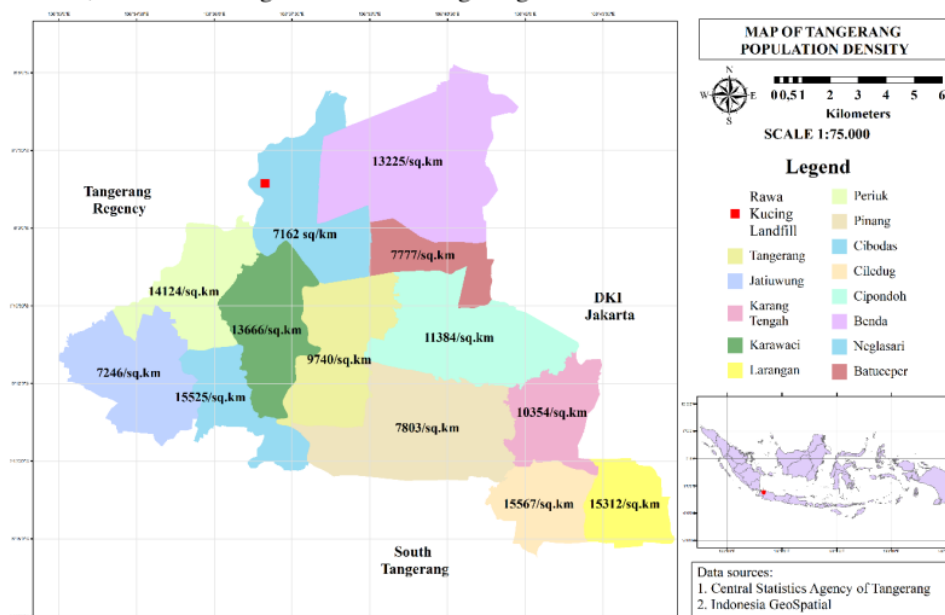 MAP OF TANGERANG
POPULATION DENSITY
N
W E
S
0 0,5 1 2 3 4 5 6
Kilometers
SCALE 1:75.000
Legend
Rawa
Kucing
Landfill
Tangerang
Jatiuwung
Karang
Tengah
Karawaci
Larangan
Periuk
Pinang
Cibodas
Ciledug
Cipondoh
Benda
Neglasari
Batuceper
Tangerang
Regency
13225/sq.km
7162 sq/km
7777/sq.km
14124/sq.km
DKI
Jakarta
13666/sq.km
11384/sq.km
9740/sq.km
7246/sq.km
15525/sq.km
10354/sq.km
7803/sq.km
15567/sq.km
15312/sq.km
South
Tangerang
Data sources:
1. Central Statistics Agency of Tangerang
2. Indonesia GeoSpatial